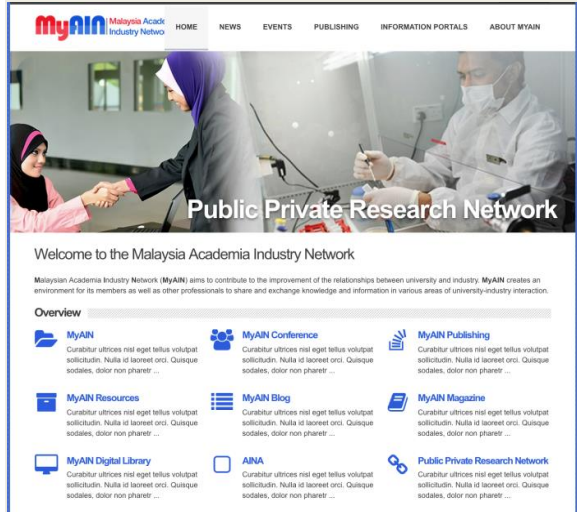 MyAIN Malaysia Acade
Industry Netwo
HOME NEWS EVENTS PUBLISHING INFORMATION PORTALS ABOUT MYAIN
Public Private Research Network
Welcome to the Malaysia Academia Industry Network
Malaysian Academia Industry Network (MyAIN) aims to contribute to the improvement of the relationships between university and industry. MyAIN creates an
environment for its members as well as other professionals to share and exchange knowledge and information in various areas of university-industry interaction.
Overview
MyAIN
Curabitur ultrices nisl eget tellus volutpat
sollicitudin. Nulla id laoreet orci. Quisque
sodales, dolor non pharetr ...
MyAIN Conference
Curabitur ultrices nisl eget tellus volutpat
sollicitudin. Nulla id laoreet orci. Quisque
sodales, dolor non pharetr ...
MyAIN Publishing
Curabitur ultrices nisl eget tellus volutpat
sollicitudin. Nulla id laoreet orci. Quisque
sodales, dolor non pharetr ...
MyAIN Resources
Curabitur ultrices nisl eget tellus volutpat
sollicitudin. Nulla id laoreet orci. Quisque
sodales, dolor non pharetr ...
MyAIN Blog
Curabitur ultrices nisl eget tellus volutpat
sollicitudin. Nulla id laoreet orci. Quisque
sodales, dolor non pharetr ...
MyAIN Magazine
Curabitur ultrices nisl eget tellus volutpat
sollicitudin. Nulla id laoreet orci. Quisque
sodales, dolor non pharetr ...
MyAIN Digital Library
Curabitur ultrices nisl eget tellus volutpat
sollicitudin. Nulla id laoreet orci. Quisque
sodales, dolor non pharetr ...
AINA
Curabitur ultrices nisl eget tellus volutpat
sollicitudin. Nulla id laoreet orci. Quisque
sodales, dolor non pharetr ...
Public Private Research Network
Curabitur ultrices nisl eget tellus volutpat
sollicitudin. Nulla id laoreet orci. Quisque
sodales, dolor non pharetr ...